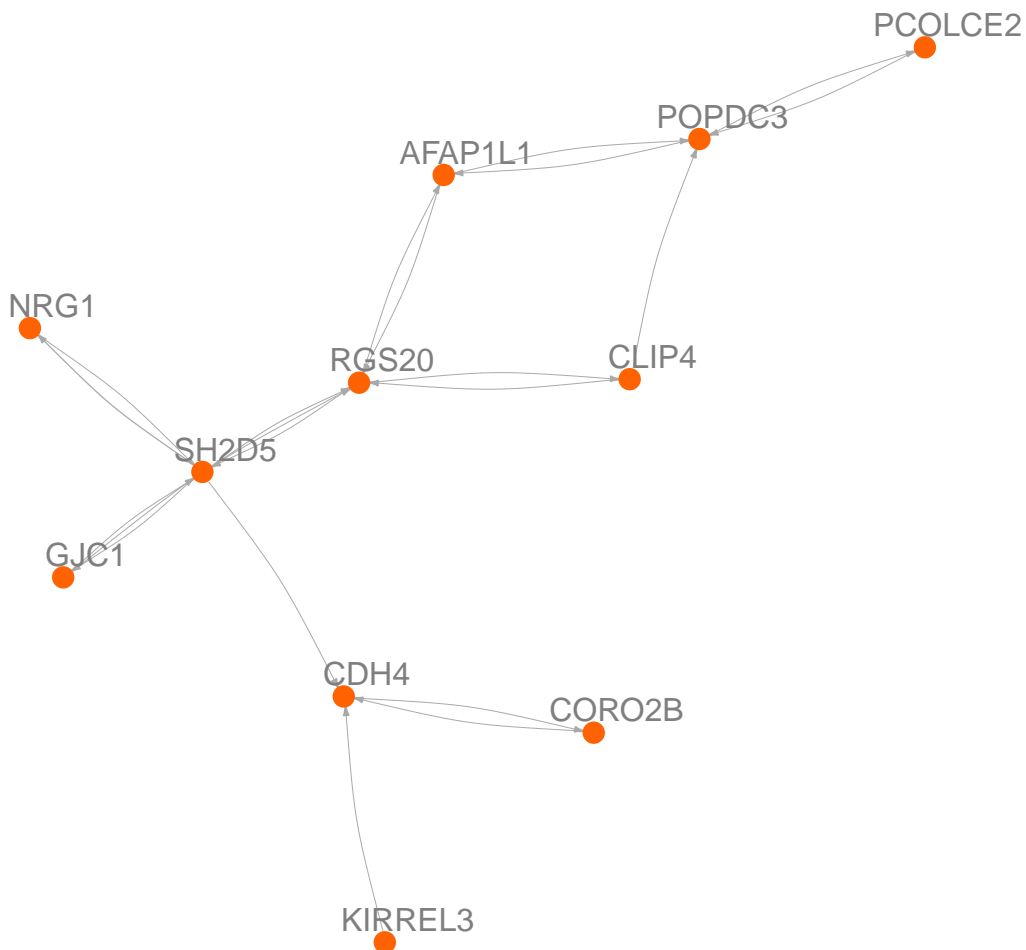 PCOLCE2
POPDC3
AFAP1L1
NRG1
RGS20
CLIP4
SH2D5
GJC1
CDH4
CORO2B
KIRREL3